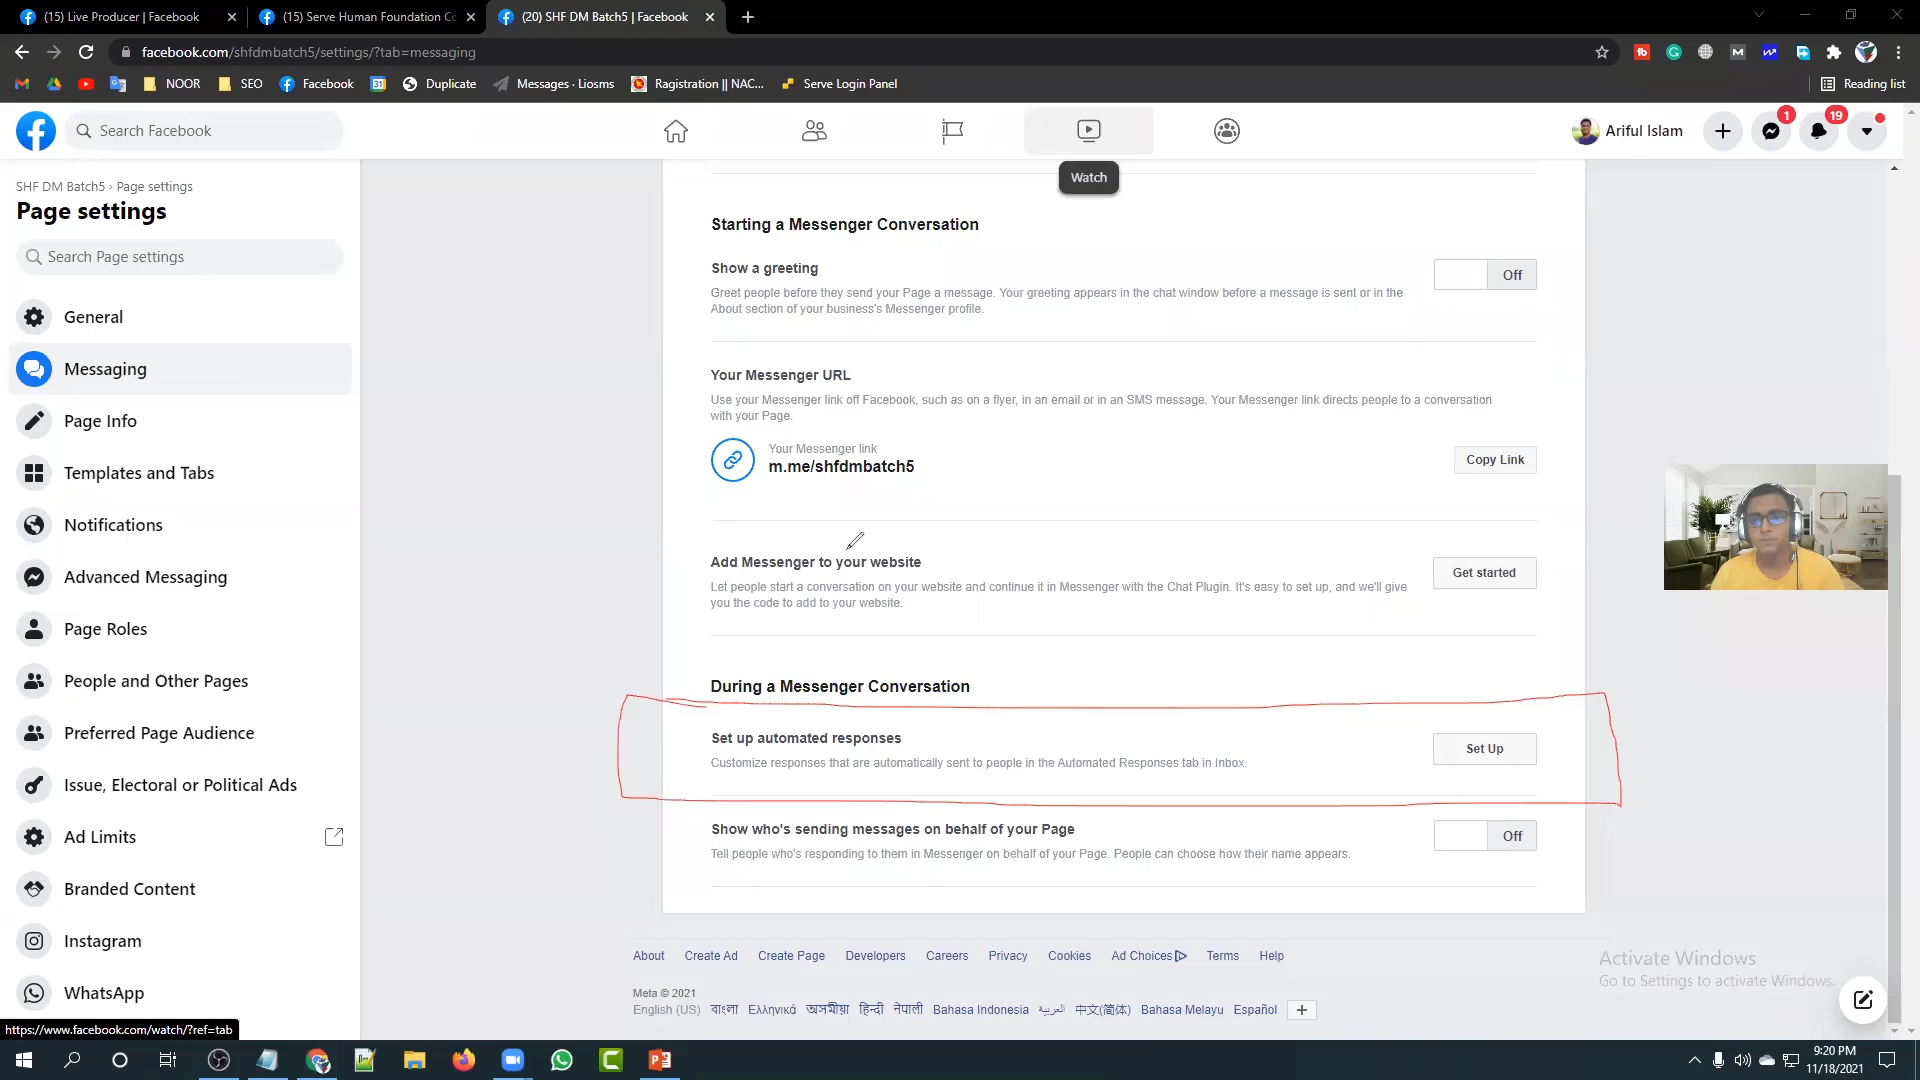 (15) Live Producer | Facebook
(15) Serve Human Foundation Co
(20) SHF DM Batch5 | Facebook
facebook.com/shfdmbatch5/settings/?tab=messaging
NOOR
SEO
Facebook
31
Duplicate
Messages · Liosms
Ragistration || NAC...
Serve Login Panel
Reading list
Search Facebook
Ariful Islam
1
19
SHF DM Batch5 › Page settings
Page settings
Search Page settings
General
Messaging
Page Info
Templates and Tabs
Notifications
Advanced Messaging
Page Roles
People and Other Pages
Preferred Page Audience
Issue, Electoral or Political Ads
Ad Limits
Branded Content
Instagram
WhatsApp
https://www.facebook.com/watch/?ref=tab
Watch
Starting a Messenger Conversation
Show a greeting
Off
Greet people before they send your Page a message. Your greeting appears in the chat window before a message is sent or in the
About section of your business's Messenger profile.
Your Messenger URL
Use your Messenger link off Facebook, such as on a flyer, in an email or in an SMS message. Your Messenger link directs people to a conversation
with your Page.
Your Messenger link
m.me/shfdmbatch5
Copy Link
Add Messenger to your website
Let people start a conversation on your website and continue it in Messenger with the Chat Plugin. It's easy to set up, and we'll give
you the code to add to your website.
Get started
During a Messenger Conversation
Set up automated responses
Customize responses that are automatically sent to people in the Automated Responses tab in Inbox.
Set Up
Show who's sending messages on behalf of your Page
Tell people who's responding to them in Messenger on behalf of your Page. People can choose how their name appears.
Off
About Create Ad Create Page Developers Careers Privacy Cookies Ad Choices Terms Help
Meta © 2021
English (US) বাংলা Ελληνικά অসমীয়া हिन्दी नेपाली Bahasa Indonesia العربية 中文(简体) Bahasa Melayu Español
Activate Windows
Go to Settings to activate Windows.
9:20 PM
11/18/2021